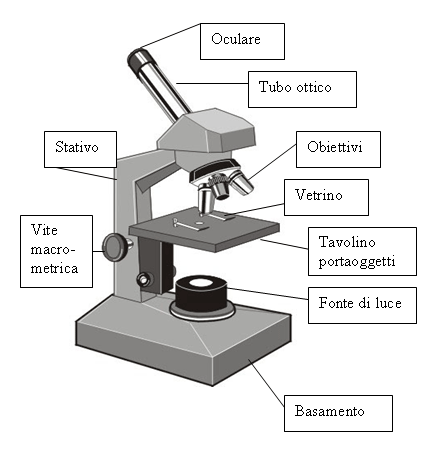 Oculare
Tubo ottico
Stativo
Obiettivi
Vetrino
Vite
macro-
metrica
Tavolino
portaoggetti
Fonte di luce
Basamento